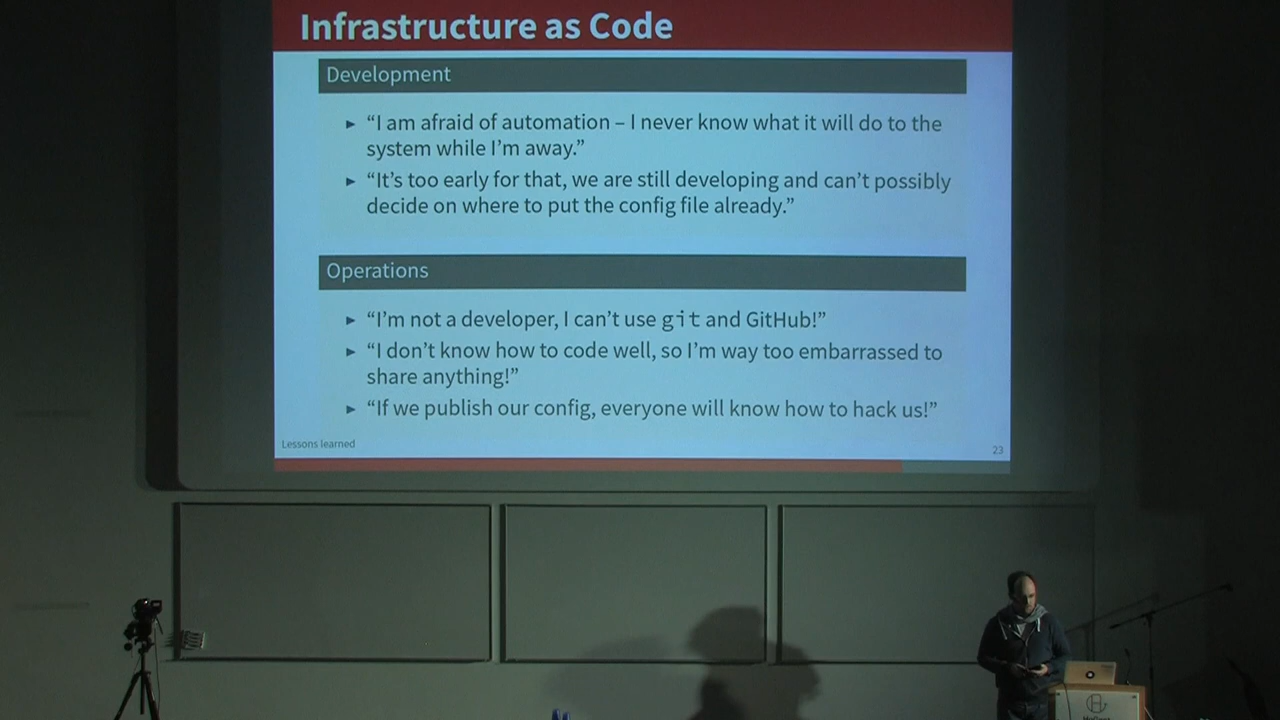 Infrastructure as Code
Development
► “I am afraid of automation – I never know what it will do to the
system while I’m away.”
► “It’s too early for that, we are still developing and can’t possibly
decide on where to put the config file already.”
Operations
► “I’m not a developer, I can’t use git and GitHub!”
► “I don’t know how to code well, so I’m way too embarrassed to
share anything!”
► “If we publish our config, everyone will know how to hack us!”
Lessons learned
23